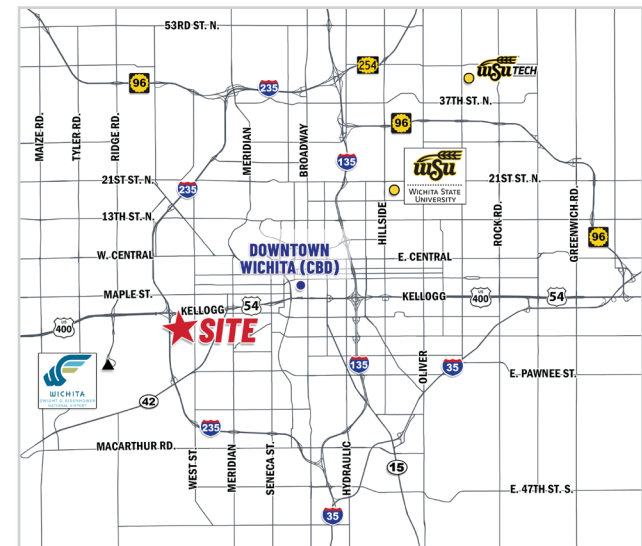 53RD ST. N.
254
WSU TECH
96
235
37TH ST. N.
MAIZE RD.
TYLER RD.
RIDGE RD.
MERIDIAN
BROADWAY
96
135
WSU
WICHITA STATE
UNIVERSITY
21ST ST. N.
235
21ST ST. N.
HILLSIDE
ROCK RD.
GREENWICH RD.
13TH ST. N.
96
W. CENTRAL
DOWNTOWN
WICHITA (CBD)
E. CENTRAL
MAPLE ST.
KELLOGG
54
KELLOGG
US
400
54
US
400
SITE
WICHITA
DWIGHT D. EISENHOWER
NATIONAL AIRPORT
135
OLIVER
35
E. PAWNEE ST.
42
235
MACARTHUR RD.
WEST ST.
MERIDIAN
SENECA ST.
HYDRAULIC
15
E. 47TH ST. S.
35